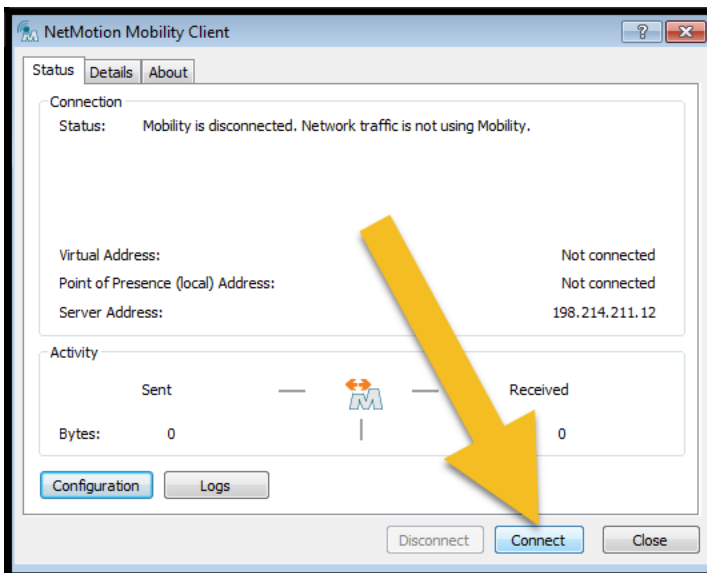 NetMotion Mobility Client
Status Details About
Connection
Status: Mobility is disconnected. Network traffic is not using Mobility.
Virtual Address: Not connected
Point of Presence (local) Address: Not connected
Server Address: 198.214.211.12
Activity
Sent Received
Bytes: 0 0
Configuration Logs
Disconnect Connect Close